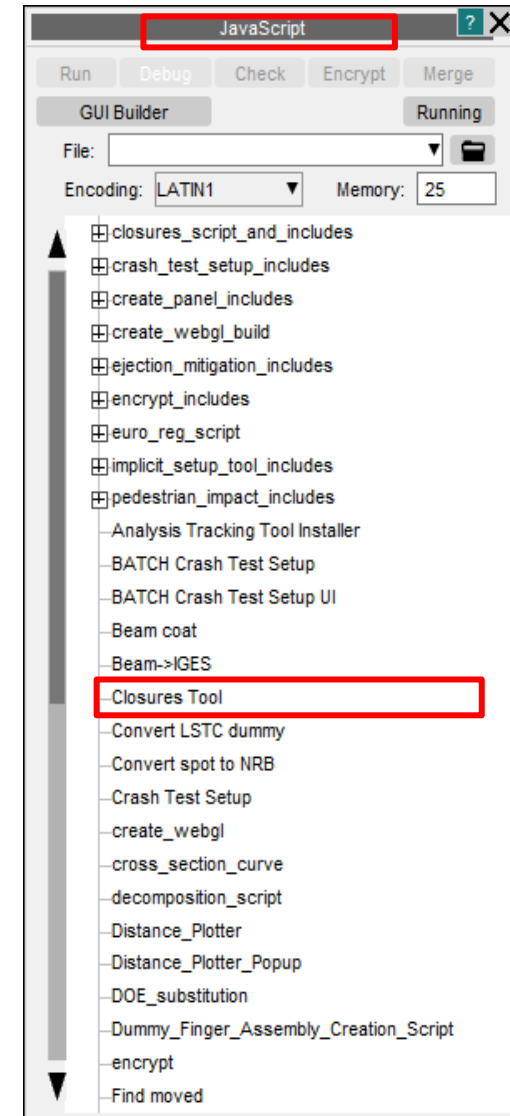 JavaScript ? X
Run Debug Check Encrypt Merge
GUI Builder Running
File:
Encoding: LATIN1 Memory: 25
closures_script_and_includes
crash_test_setup_includes
create_panel_includes
create_webgl_build
ejection_mitigation_includes
encrypt_includes
euro_reg_script
implicit_setup_tool_includes
pedestrian_impact_includes
Analysis Tracking Tool Installer
BATCH Crash Test Setup
BATCH Crash Test Setup UI
Beam coat
Beam->IGES
Closures Tool
Convert LSTC dummy
Convert spot to NRB
Crash Test Setup
create_webgl
cross_section_curve
decomposition_script
Distance_Plotter
Distance_Plotter_Popup
DOE_substitution
Dummy_Finger_Assembly_Creation_Script
encrypt
Find moved